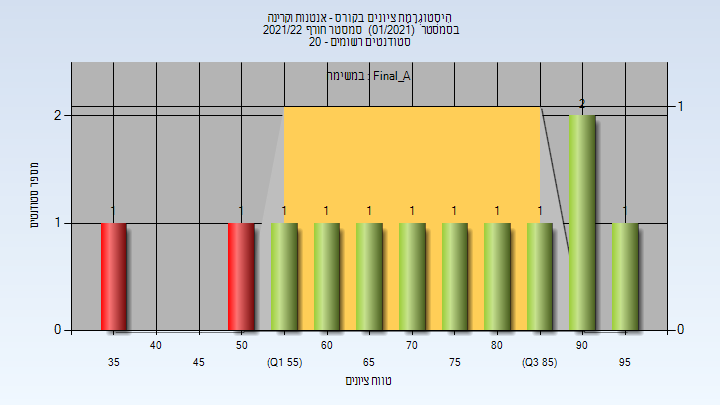 היסטוגרמת ציונים בקורס - אנטנות וקרינה
בסמסטר (01/2021) סמסטר חורף 2021/22
סטודנטים רשומים - 20
במשימה : Final_A
מספר סטודנטים
2
1
0
1
0
1 1 1 1 1 1 1 1 1 2 1
40 50 60 70 80 90
35 45 (Q1 55) 65 75 (Q3 85) 95
טווח ציונים